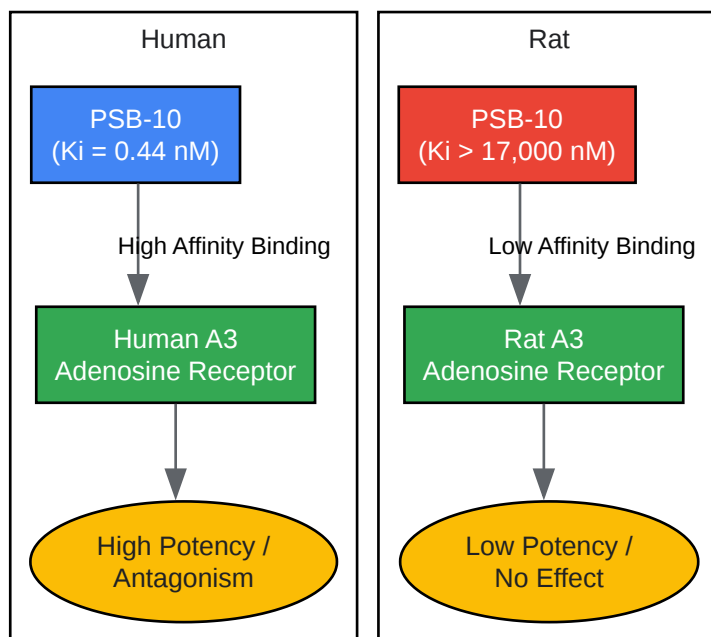 Human
PSB-10
(Ki = 0.44 nM)
High Affinity Binding
Human A3
Adenosine Receptor
High Potency /
Antagonism
Rat
PSB-10
(Ki > 17,000 nM)
Low Affinity Binding
Rat A3
Adenosine Receptor
Low Potency /
No Effect